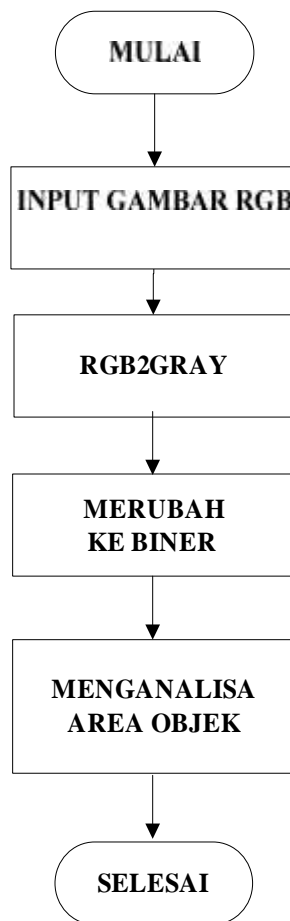 MULAI
INPUT GAMBAR RGB
RGB2GRAY
MERUBAH
KE BINER
MENGANALISA
AREA OBJEK
SELESAI